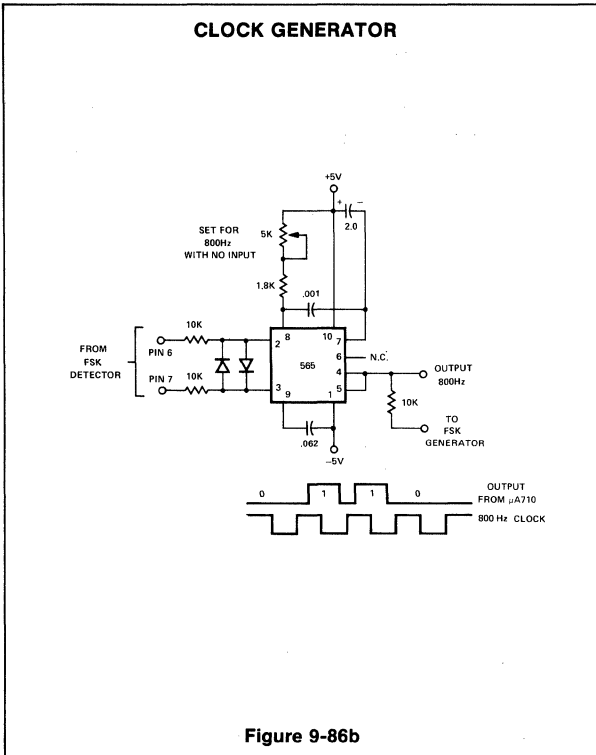 CLOCK GENERATOR
+5V
+ −
2.0
SET FOR
800Hz
WITH NO INPUT
5K
1.8K
.001
10K
8
10
7
FROM
FSK
DETECTOR
PIN 6
2
6
N.C.
565
4
OUTPUT
800Hz
PIN 7
10K
3
5
9
1
10K
TO
FSK
GENERATOR
.062
−5V
0
1
1
0
OUTPUT
FROM μA710
800 Hz CLOCK
Figure 9-86b